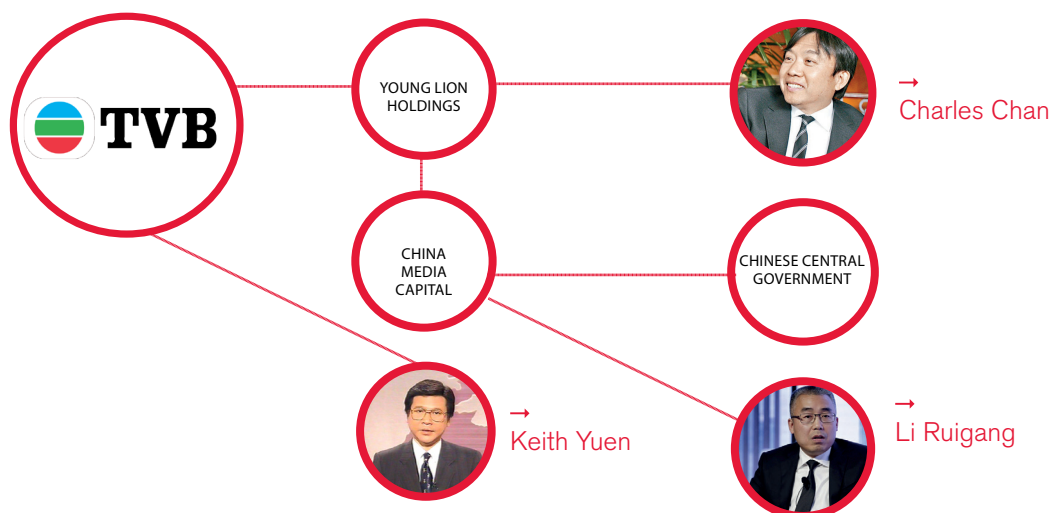 TVB
YOUNG LION
HOLDINGS
→
Charles Chan
CHINA
MEDIA
CAPITAL
CHINESE CENTRAL
GOVERNMENT
→
Keith Yuen
→
Li Ruigang